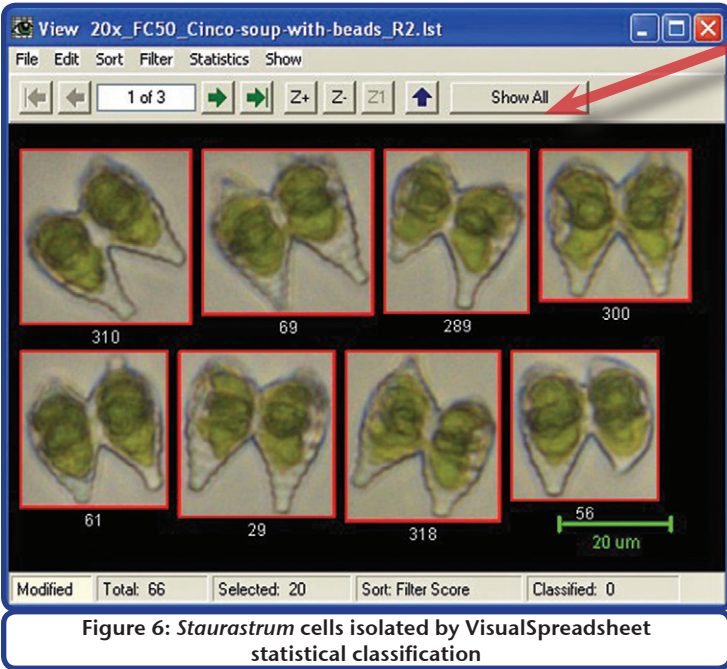 View 20x_FC50_Cinco-soup-with-beads_R2.lst
File Edit Sort Filter Statistics Show
1 of 3 Z+ Z- Z1 Show All
310 69 289 300
61 29 318 56
20 um
Modified Total: 66 Selected: 20 Sort: Filter Score Classified: 0
Figure 6: Staurastrum cells isolated by VisualSpreadsheet
statistical classification